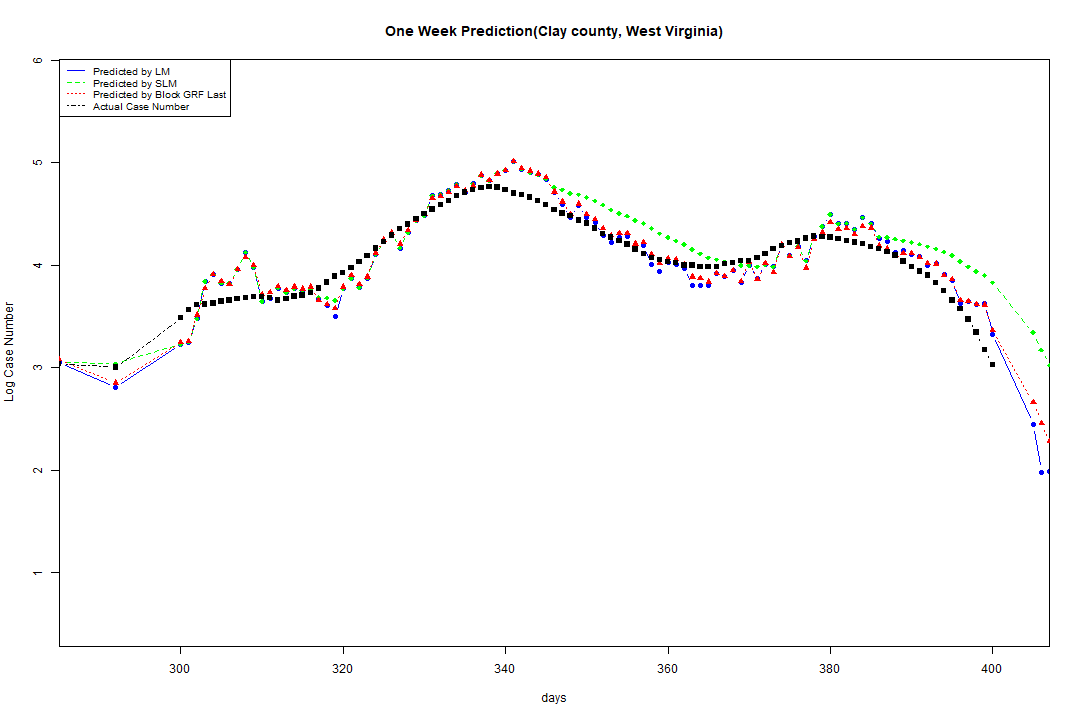 One Week Prediction(Clay county, West Virginia)
Predicted by LM
Predicted by SLM
Predicted by Block GRF Last
Actual Case Number
6
5
4
3
2
1
Log Case Number
300 320 340 360 380 400
days